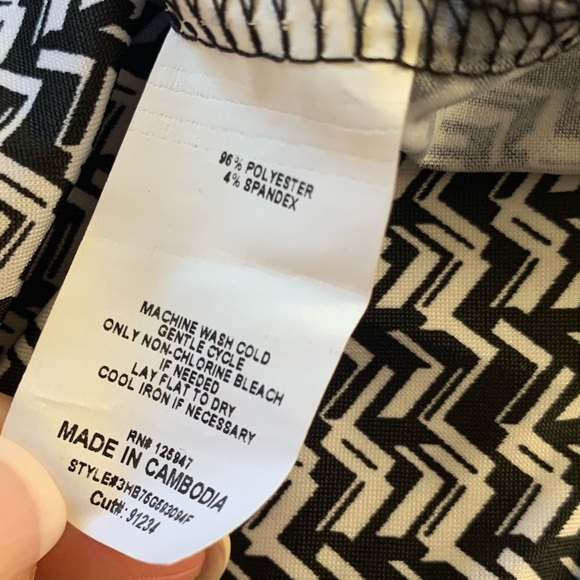 96% POLYESTER
4% SPANDEX
MACHINE WASH COLD
GENTLE CYCLE
ONLY NON-CHLORINE BLEACH
IF NEEDED
LAY FLAT TO DRY
COOL IRON IF NECESSARY
RN# 125947
MADE IN CAMBODIA
Cut#: 91234